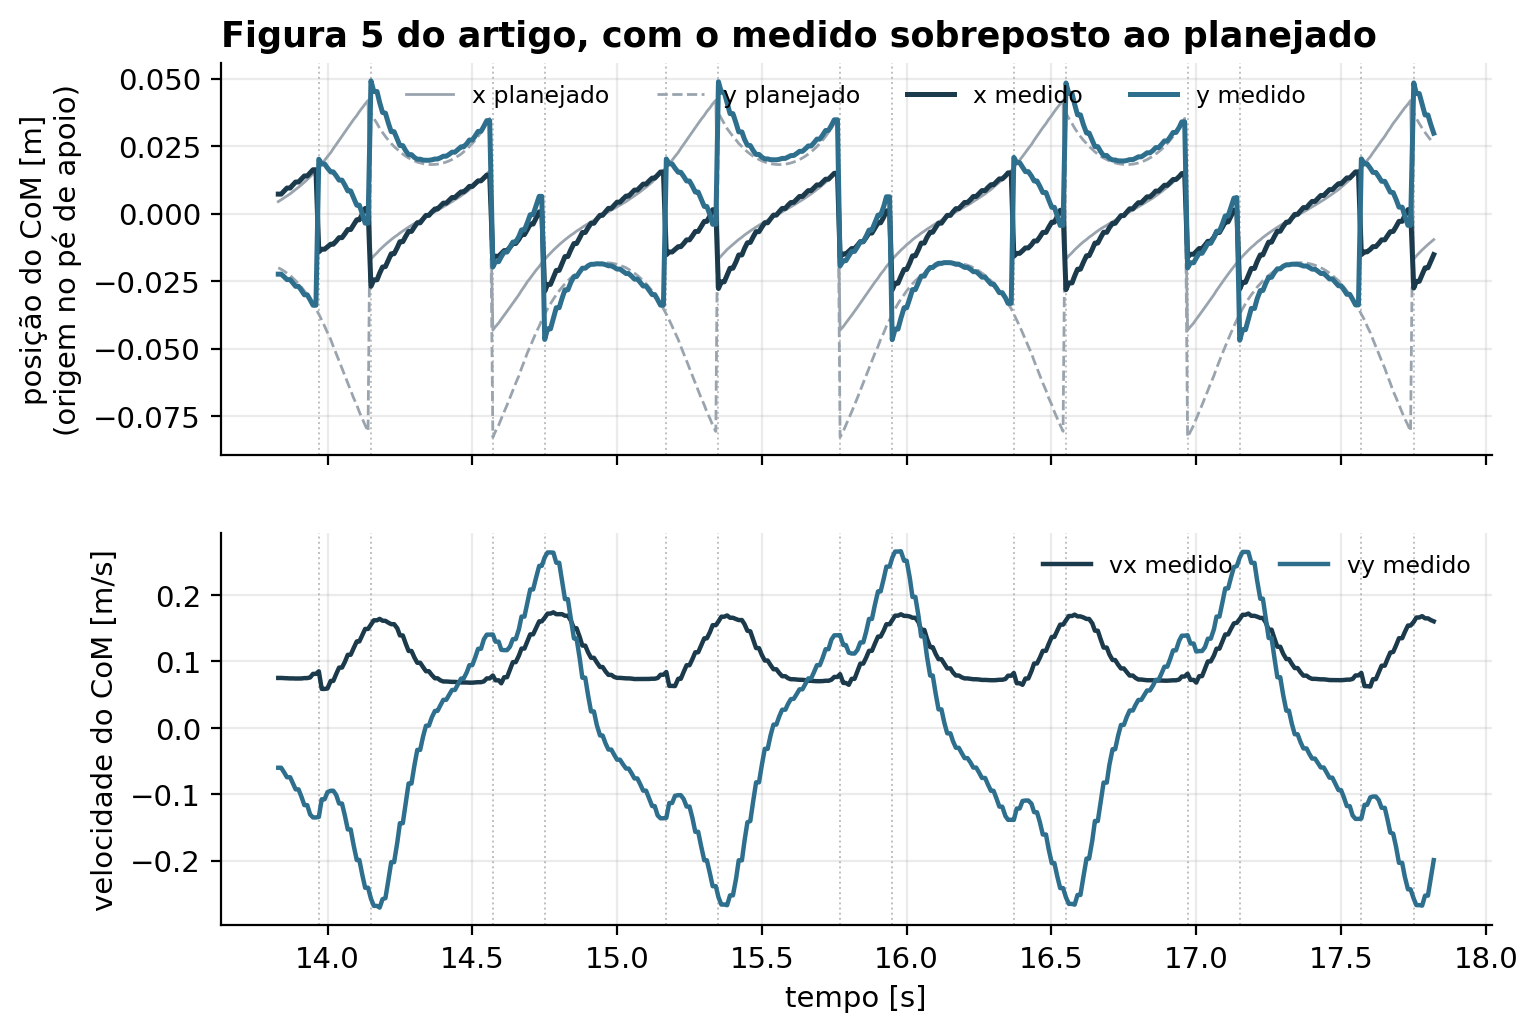 Figura 5 do artigo, com o medido sobreposto ao planejado
x planejado
y planejado
x medido
y medido
posição do CoM [m]
(origem no pé de apoio)
0.050
0.025
0.000
−0.025
−0.050
−0.075
vx medido
vy medido
velocidade do CoM [m/s]
0.2
0.1
0.0
−0.1
−0.2
14.0
14.5
15.0
15.5
16.0
16.5
17.0
17.5
18.0
tempo [s]